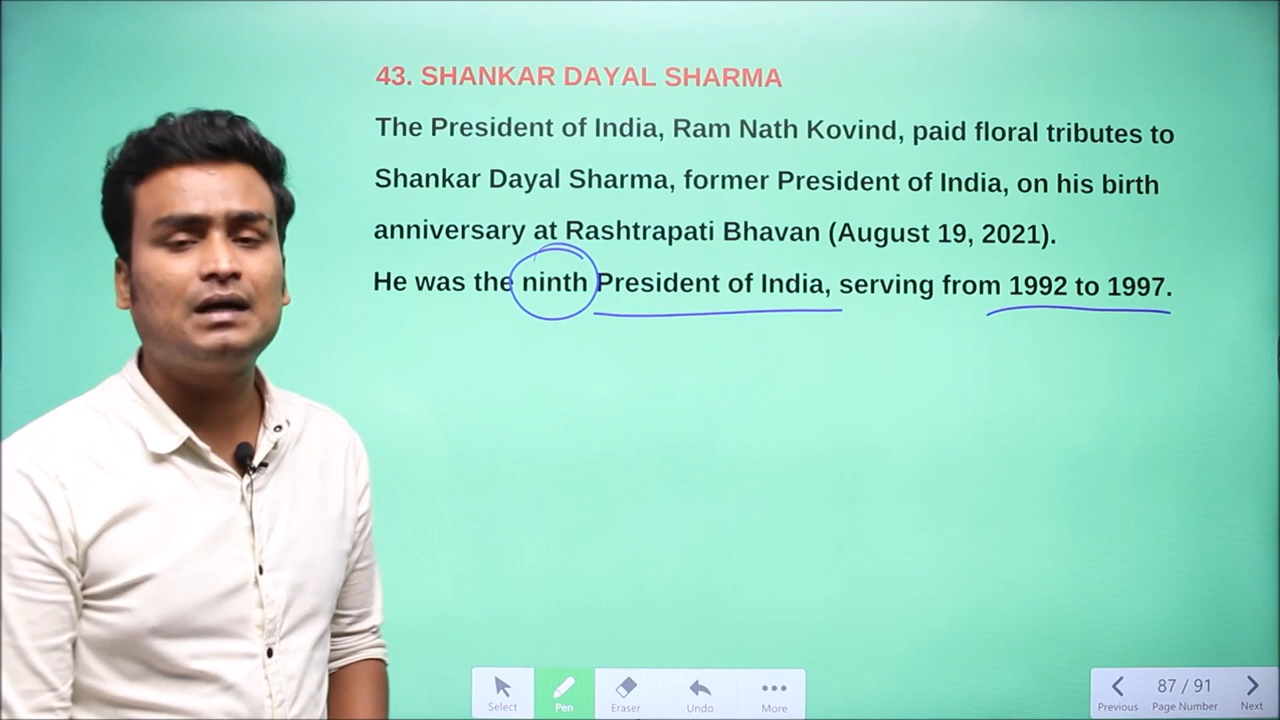 43. SHANKAR DAYAL SHARMA
The President of India, Ram Nath Kovind, paid floral tributes to
Shankar Dayal Sharma, former President of India, on his birth
anniversary at Rashtrapati Bhavan (August 19, 2021).
He was the ninth President of India, serving from 1992 to 1997.
Select
Pen
Eraser
Undo
More
Previous
87 / 91
Page Number
Next